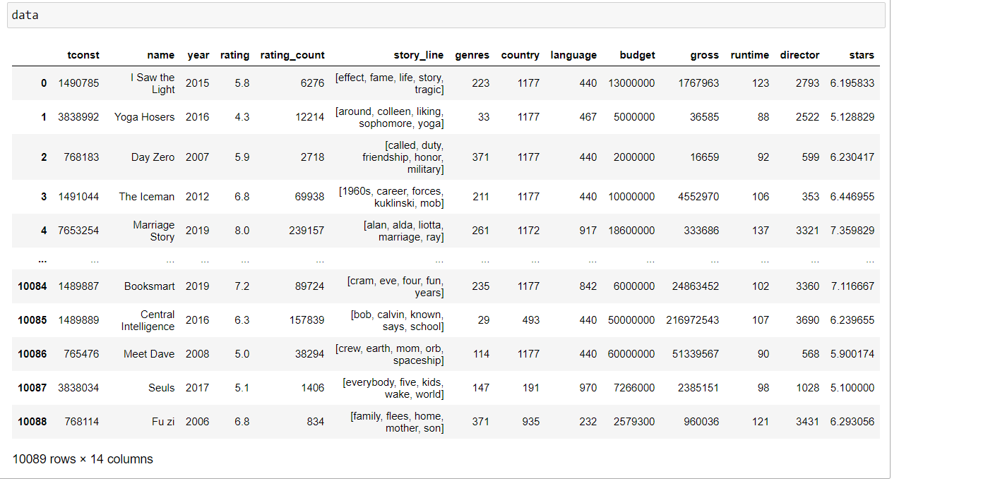 data
tconst name year rating rating_count story_line genres country language budget gross runtime director stars
0 1490785 I Saw the Light 2015 5.8 6276 [effect, fame, life, story, tragic] 223 1177 440 13000000 1767963 123 2793 6.195833
1 3838992 Yoga Hosers 2016 4.3 12214 [around, colleen, liking, sophomore, yoga] 33 1177 467 5000000 36585 88 2522 5.128829
2 768183 Day Zero 2007 5.9 2718 [called, duty, friendship, honor, military] 371 1177 440 2000000 16659 92 599 6.230417
3 1491044 The Iceman 2012 6.8 69938 [1960s, career, forces, kuklinski, mob] 211 1177 440 10000000 4552970 106 353 6.446955
4 7653254 Marriage Story 2019 8.0 239157 [alan, alda, liotta, marriage, ray] 261 1172 917 18600000 333686 137 3321 7.359829
... ... ... ... ... ... ... ... ... ... ... ... ... ... ...
10084 1489887 Booksmart 2019 7.2 89724 [cram, eve, four, fun, years] 235 1177 842 6000000 24863452 102 3360 7.116667
10085 1489889 Central Intelligence 2016 6.3 157839 [bob, calvin, known, says, school] 29 493 440 50000000 216972543 107 3690 6.239655
10086 765476 Meet Dave 2008 5.0 38294 [crew, earth, mom, orb, spaceship] 114 1177 440 60000000 51339567 90 568 5.900174
10087 3838034 Seuls 2017 5.1 1406 [everybody, five, kids, wake, world] 147 191 970 7266000 2385151 98 1028 5.100000
10088 768114 Fu zi 2006 6.8 834 [family, flees, home, mother, son] 371 935 232 2579300 960036 121 3431 6.293056
10089 rows × 14 columns